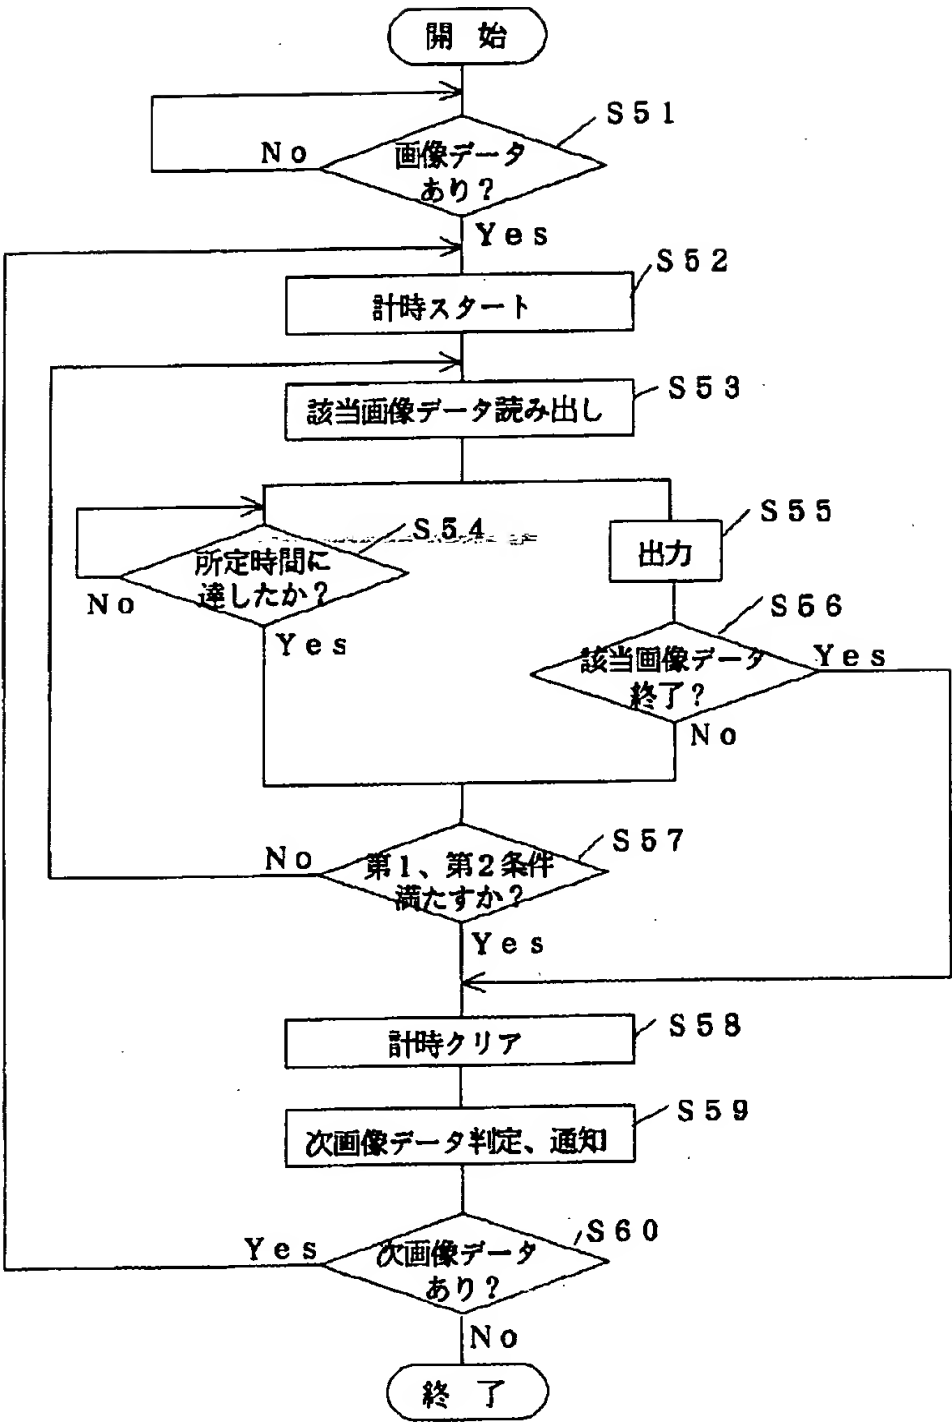 開 始
S51
No
画像データ
あり?
Yes
S52
計時スタート
S53
該当画像データ読み出し
S54
所定時間に
達したか?
No
Yes
S55
出力
S56
該当画像データ
終了?
Yes
No
S57
No
第1、第2条件
満たすか?
Yes
S58
計時クリア
S59
次画像データ判定、通知
S60
Yes
次画像データ
あり?
No
終 了